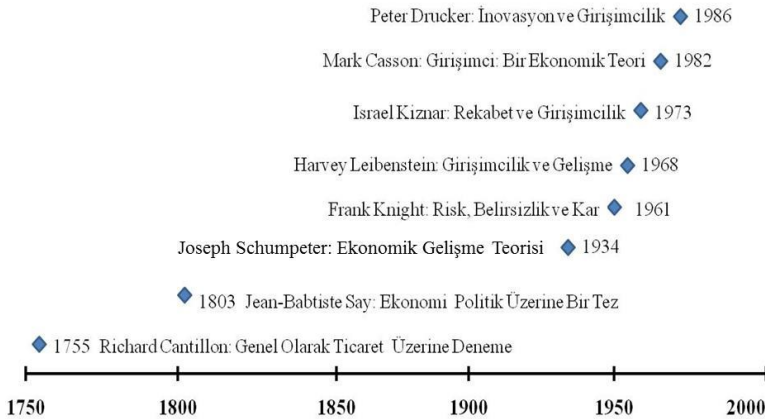 Peter Drucker: İnovasyon ve Girişimcilik 1986
Mark Casson: Girişimci: Bir Ekonomik Teori 1982
Israel Kiznar: Rekabet ve Girişimcilik 1973
Harvey Leibenstein: Girişimcilik ve Gelişme 1968
Frank Knight: Risk, Belirsizlik ve Kar 1961
Joseph Schumpeter: Ekonomik Gelişme Teorisi 1934
1803 Jean-Babtiste Say: Ekonomi Politik Üzerine Bir Tez
1755 Richard Cantillon: Genel Olarak Ticaret Üzerine Deneme
1750 1800 1850 1900 1950 2000